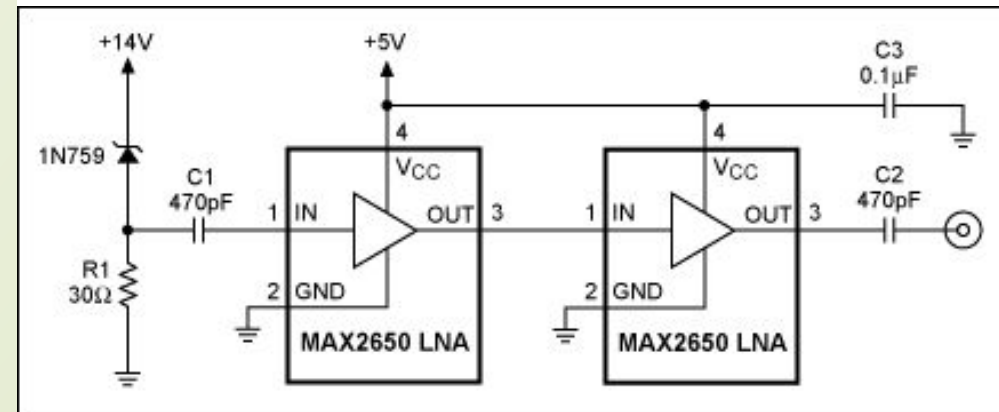 +14V
+5V
C3
0.1µF
1N759
4
4
VCC
VCC
C1
470pF
C2
470pF
1
IN
OUT
3
1
IN
OUT
3
R1
30Ω
2
GND
2
GND
MAX2650 LNA
MAX2650 LNA